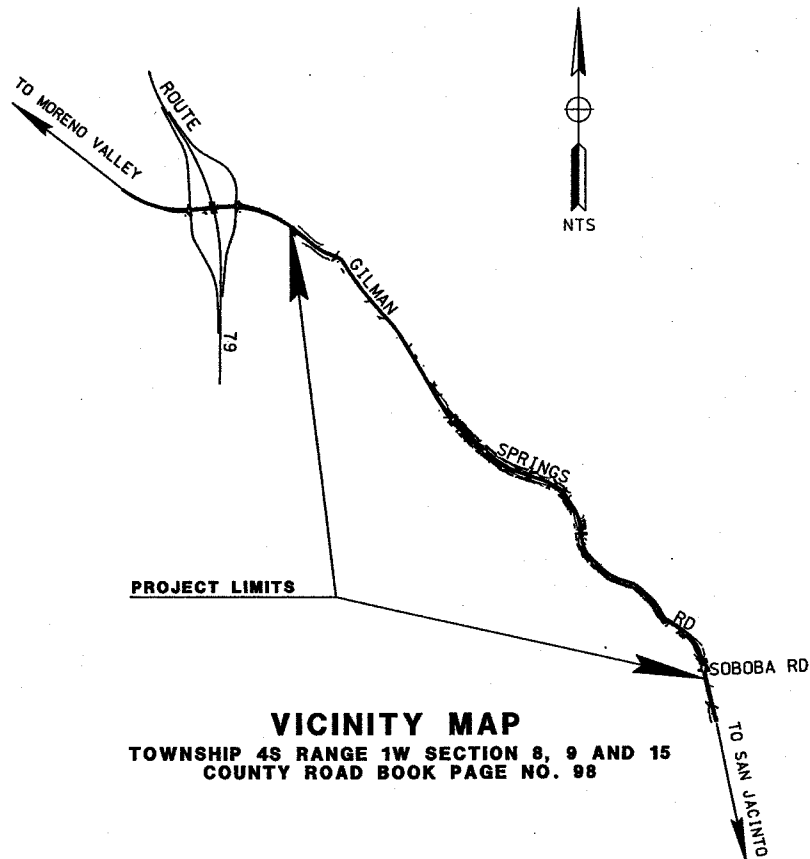 TO MORENO VALLEY
ROUTE
79
NTS
GILMAN
SPRINGS
RD
SOBOBA RD
PROJECT LIMITS
TO SAN JACINTO
VICINITY MAP
TOWNSHIP 4S RANGE 1W SECTION 8, 9 AND 15
COUNTY ROAD BOOK PAGE NO. 98